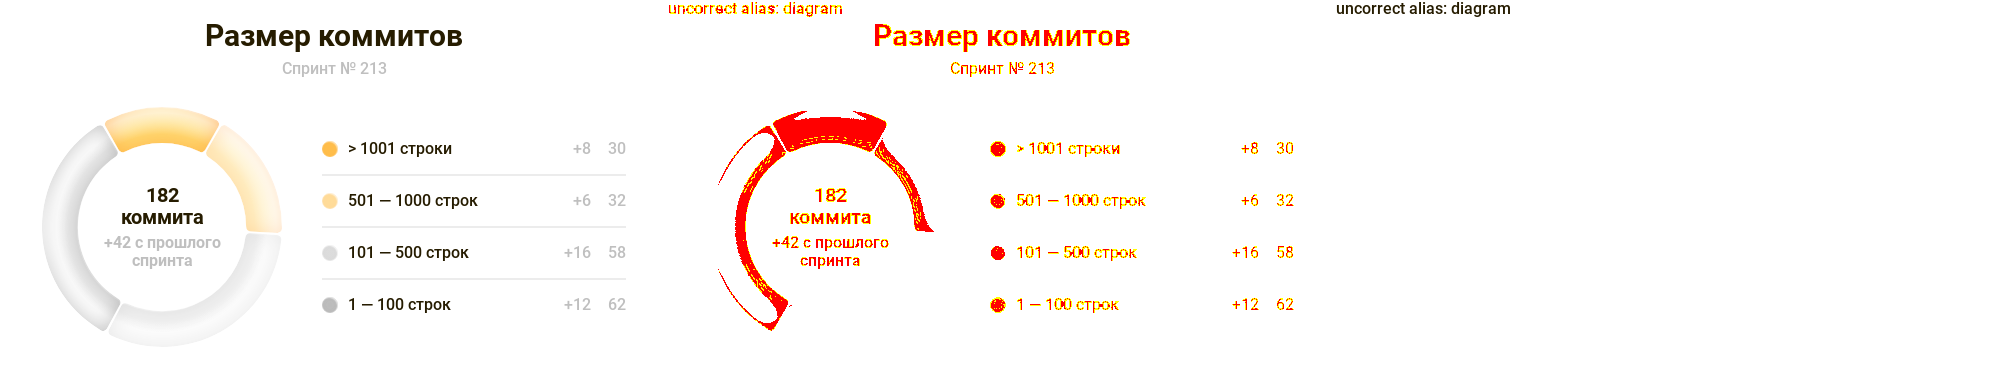 Размер коммитов
Спринт № 213
182
коммита
+42 с прошлого
спринта
> 1001 строки +8 30
501 — 1000 строк +6 32
101 — 500 строк +16 58
1 — 100 строк +12 62
uncorrect alias: diagram
Размер коммитов
Спринт № 213
182
коммита
+42 с прошлого
спринта
> 1001 строки +8 30
501 — 1000 строк +6 32
101 — 500 строк +16 58
1 — 100 строк +12 62
uncorrect alias: diagram